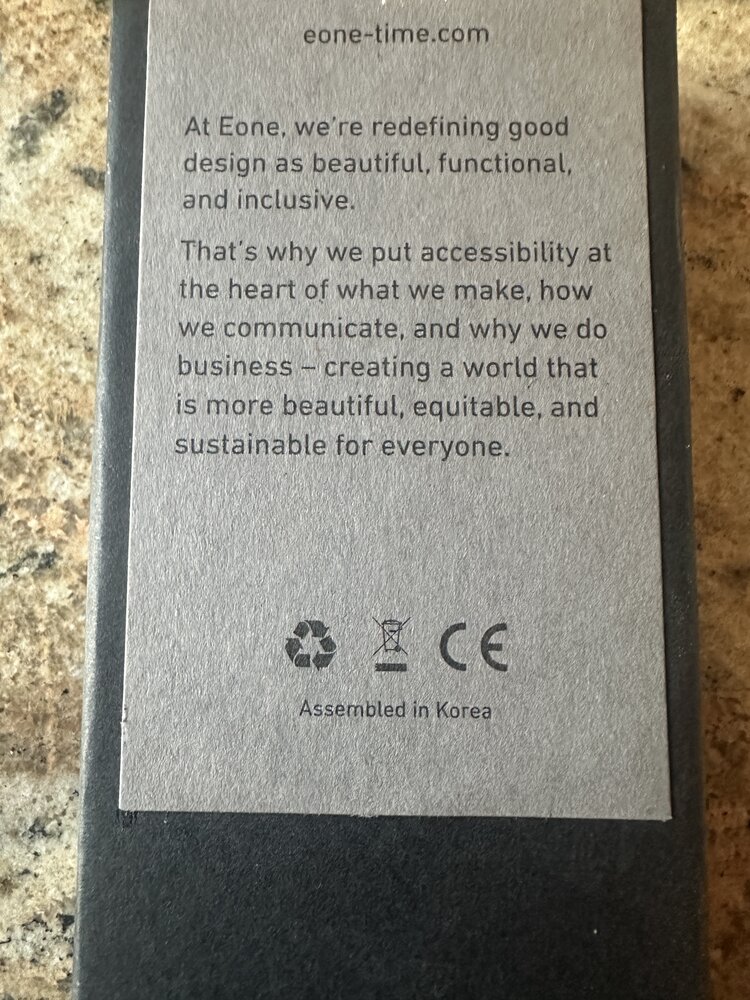 eone-time.com
At Eone, we're redefining good
design as beautiful, functional,
and inclusive.
That's why we put accessibility at
the heart of what we make, how
we communicate, and why we do
business – creating a world that
is more beautiful, equitable, and
sustainable for everyone.
CE
Assembled in Korea